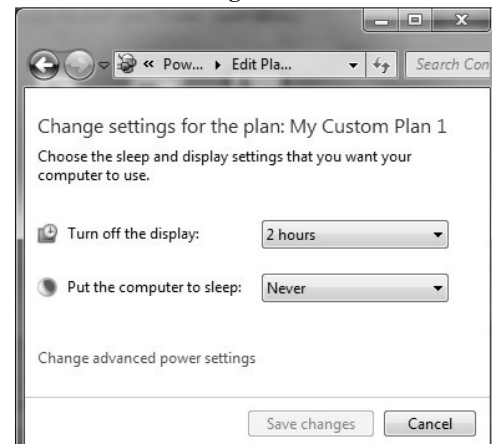 « Pow... ▸ Edit Pla...
Search Con
Change settings for the plan: My Custom Plan 1
Choose the sleep and display settings that you want your
computer to use.
Turn off the display: 2 hours
Put the computer to sleep: Never
Change advanced power settings
Save changes Cancel